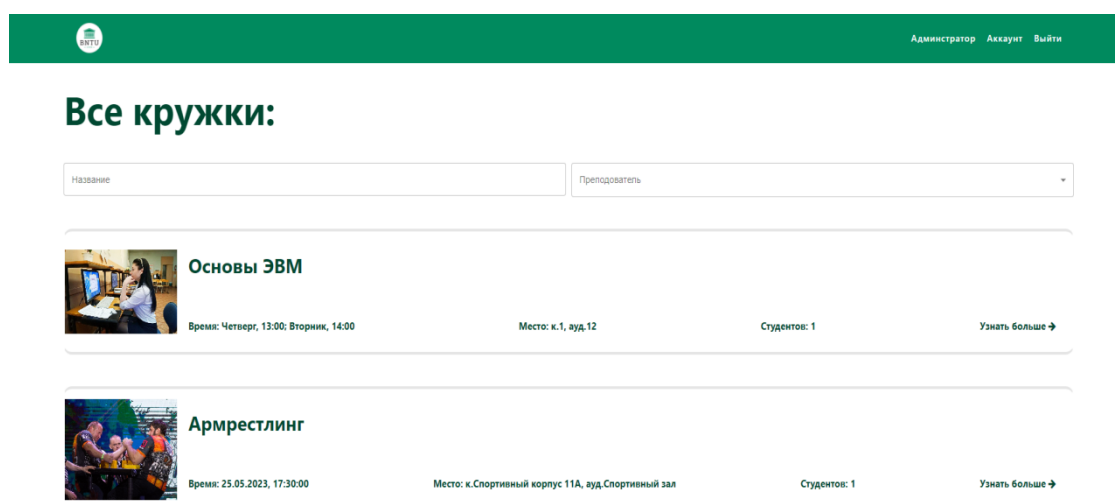 BNTU
Админстратор Аккаунт Выйти
Все кружки:
Название Преподователь
Основы ЭВМ
Время: Четверг, 13:00; Вторник, 14:00 Место: к.1, ауд.12 Студентов: 1 Узнать больше →
Армрестлинг
Время: 25.05.2023, 17:30:00 Место: к.Спортивный корпус 11А, ауд.Спортивный зал Студентов: 1 Узнать больше →